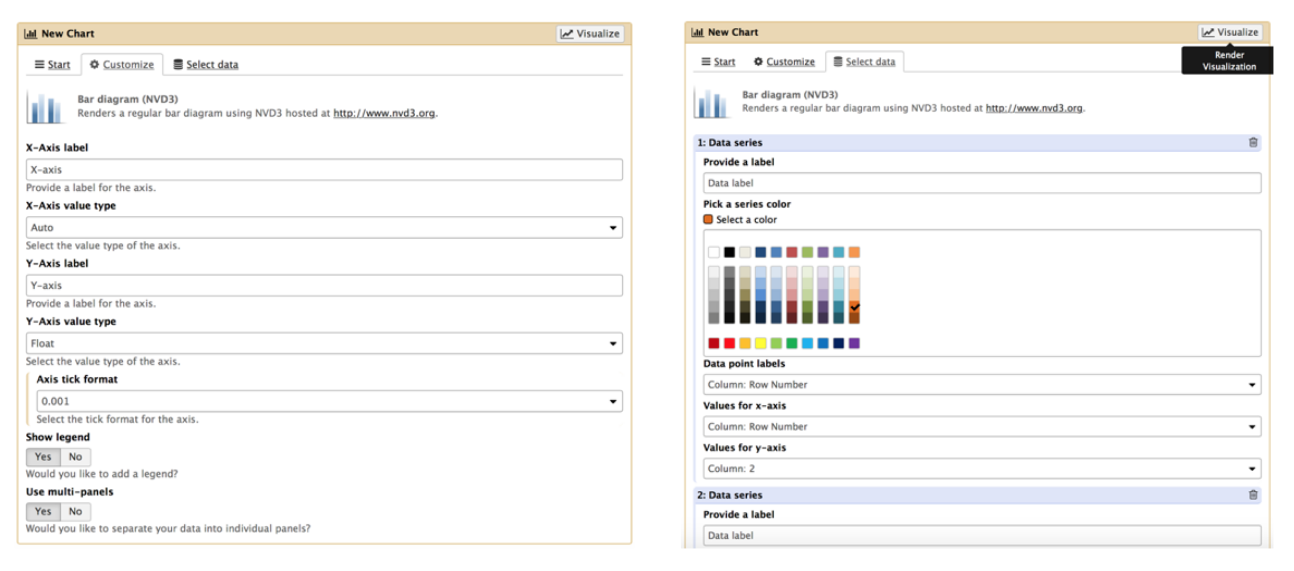 New Chart
Visualize
Start
Customize
Select data
Bar diagram (NVD3)
Renders a regular bar diagram using NVD3 hosted at http://www.nvd3.org.
X-Axis label
X-axis
Provide a label for the axis.
X-Axis value type
Auto
Select the value type of the axis.
Y-Axis label
Y-axis
Provide a label for the axis.
Y-Axis value type
Float
Select the value type of the axis.
Axis tick format
0.001
Select the tick format for the axis.
Show legend
Yes No
Would you like to add a legend?
Use multi-panels
Yes No
Would you like to separate your data into individual panels?
New Chart
Visualize
Render
Visualization
Start
Customize
Select data
Bar diagram (NVD3)
Renders a regular bar diagram using NVD3 hosted at http://www.nvd3.org.
1: Data series
Provide a label
Data label
Pick a series color
Select a color
Data point labels
Column: Row Number
Values for x-axis
Column: Row Number
Values for y-axis
Column: 2
2: Data series
Provide a label
Data label